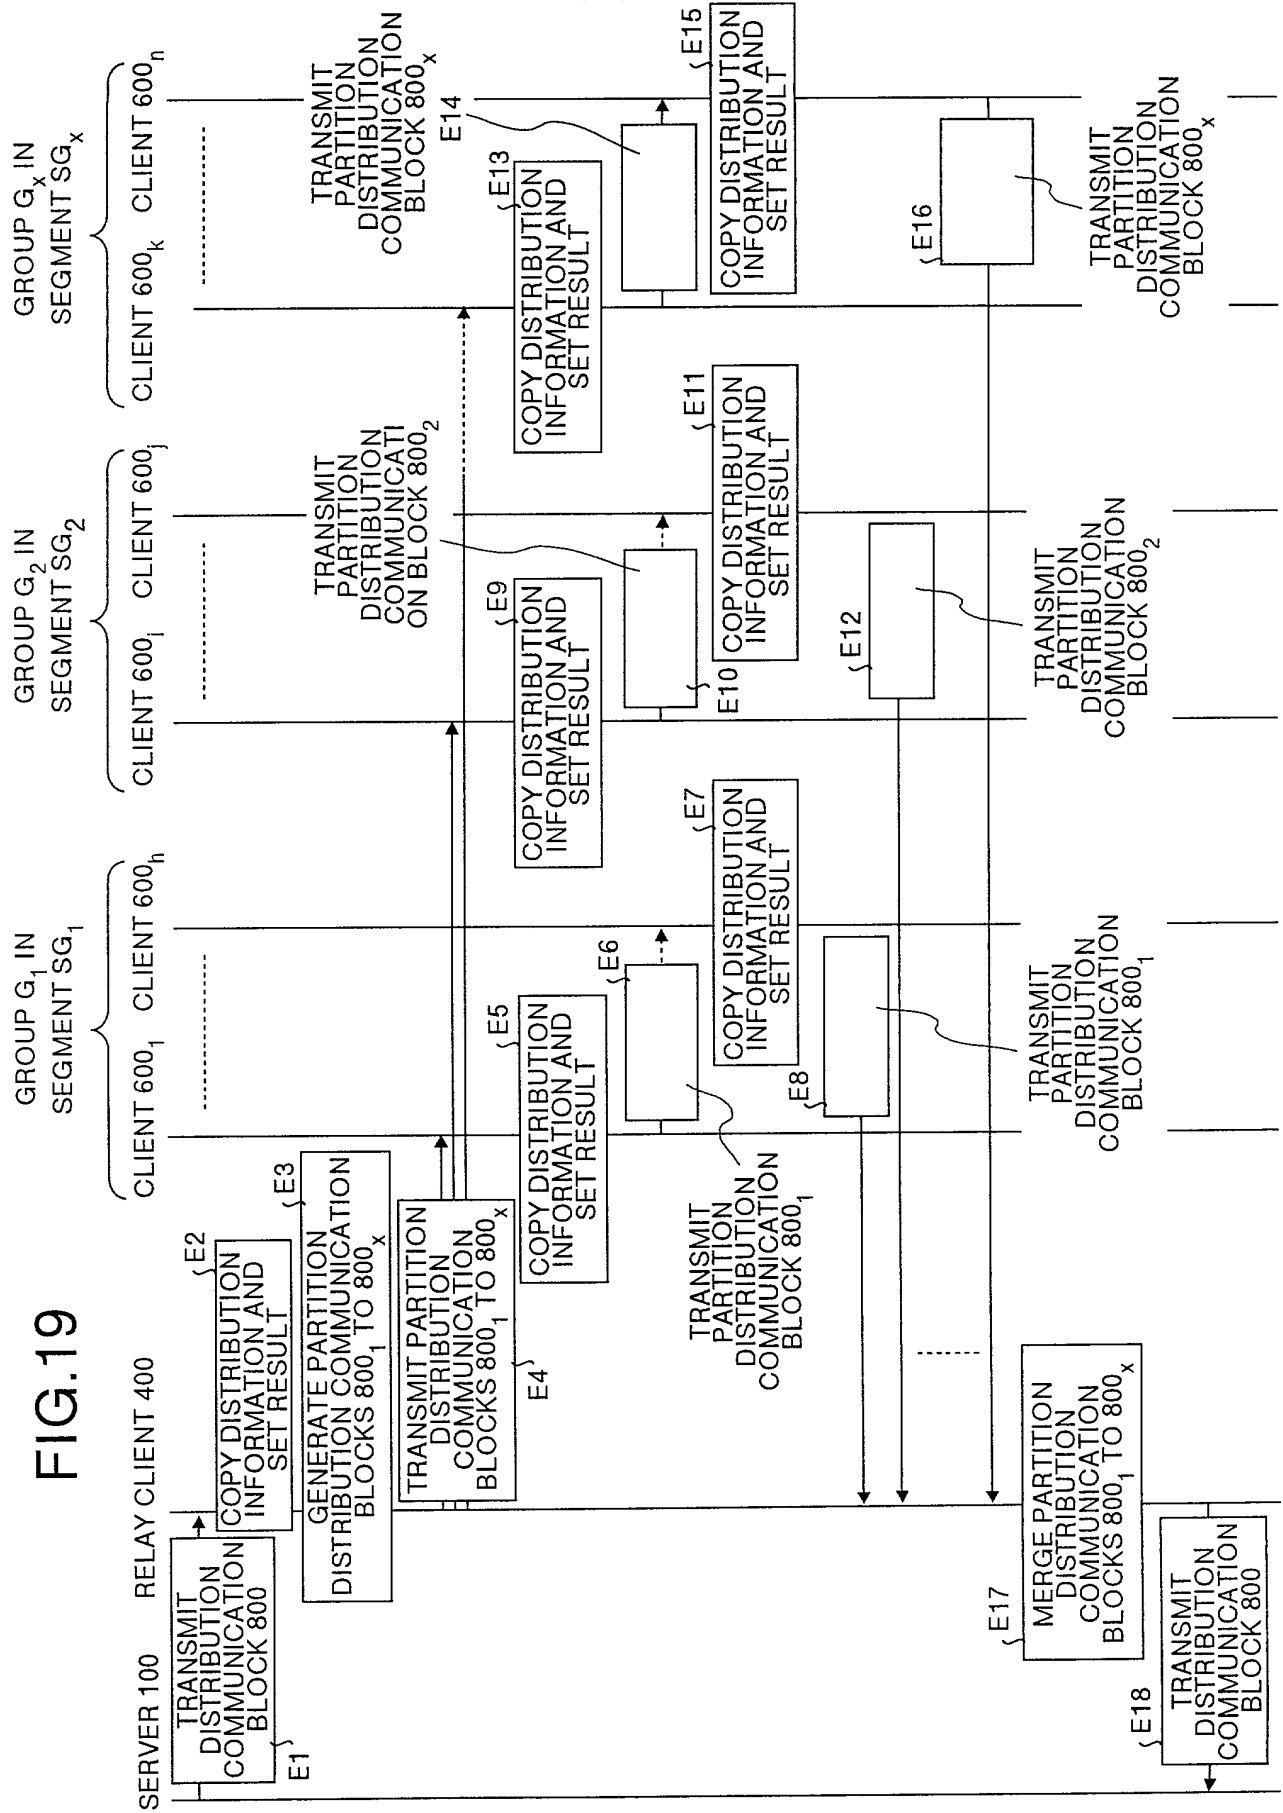 FIG.19
SERVER 100
RELAY CLIENT 400
GROUP G1 IN
SEGMENT SG1
CLIENT 6001
CLIENT 600h
GROUP G2 IN
SEGMENT SG2
CLIENT 600i
CLIENT 600j
GROUP GX IN
SEGMENT SGX
CLIENT 600k
CLIENT 600n
TRANSMIT
DISTRIBUTION
COMMUNICATION
BLOCK 800
E1
E2
COPY DISTRIBUTION
INFORMATION AND
SET RESULT
E3
GENERATE PARTITION
DISTRIBUTION COMMUNICATION
BLOCKS 8001 TO 800X
TRANSMIT PARTITION
DISTRIBUTION
COMMUNICATION
BLOCKS 8001 TO 800X
E4
TRANSMIT
PARTITION
DISTRIBUTION
COMMUNICATI
ON BLOCK 8002
TRANSMIT
PARTITION
DISTRIBUTION
COMMUNICATION
BLOCK 800X
E14
E5
COPY DISTRIBUTION
INFORMATION AND
SET RESULT
E9
COPY DISTRIBUTION
INFORMATION AND
SET RESULT
E13
COPY DISTRIBUTION
INFORMATION AND
SET RESULT
E6
E10
TRANSMIT
PARTITION
DISTRIBUTION
COMMUNICATION
BLOCK 8001
E7
COPY DISTRIBUTION
INFORMATION AND
SET RESULT
E11
COPY DISTRIBUTION
INFORMATION AND
SET RESULT
E15
COPY DISTRIBUTION
INFORMATION AND
SET RESULT
E8
E12
E16
TRANSMIT
PARTITION
DISTRIBUTION
COMMUNICATION
BLOCK 8001
TRANSMIT
PARTITION
DISTRIBUTION
COMMUNICATION
BLOCK 8002
TRANSMIT
PARTITION
DISTRIBUTION
COMMUNICATION
BLOCK 800X
E17
MERGE PARTITION
DISTRIBUTION
COMMUNICATION
BLOCKS 8001 TO 800X
E18
TRANSMIT
DISTRIBUTION
COMMUNICATION
BLOCK 800